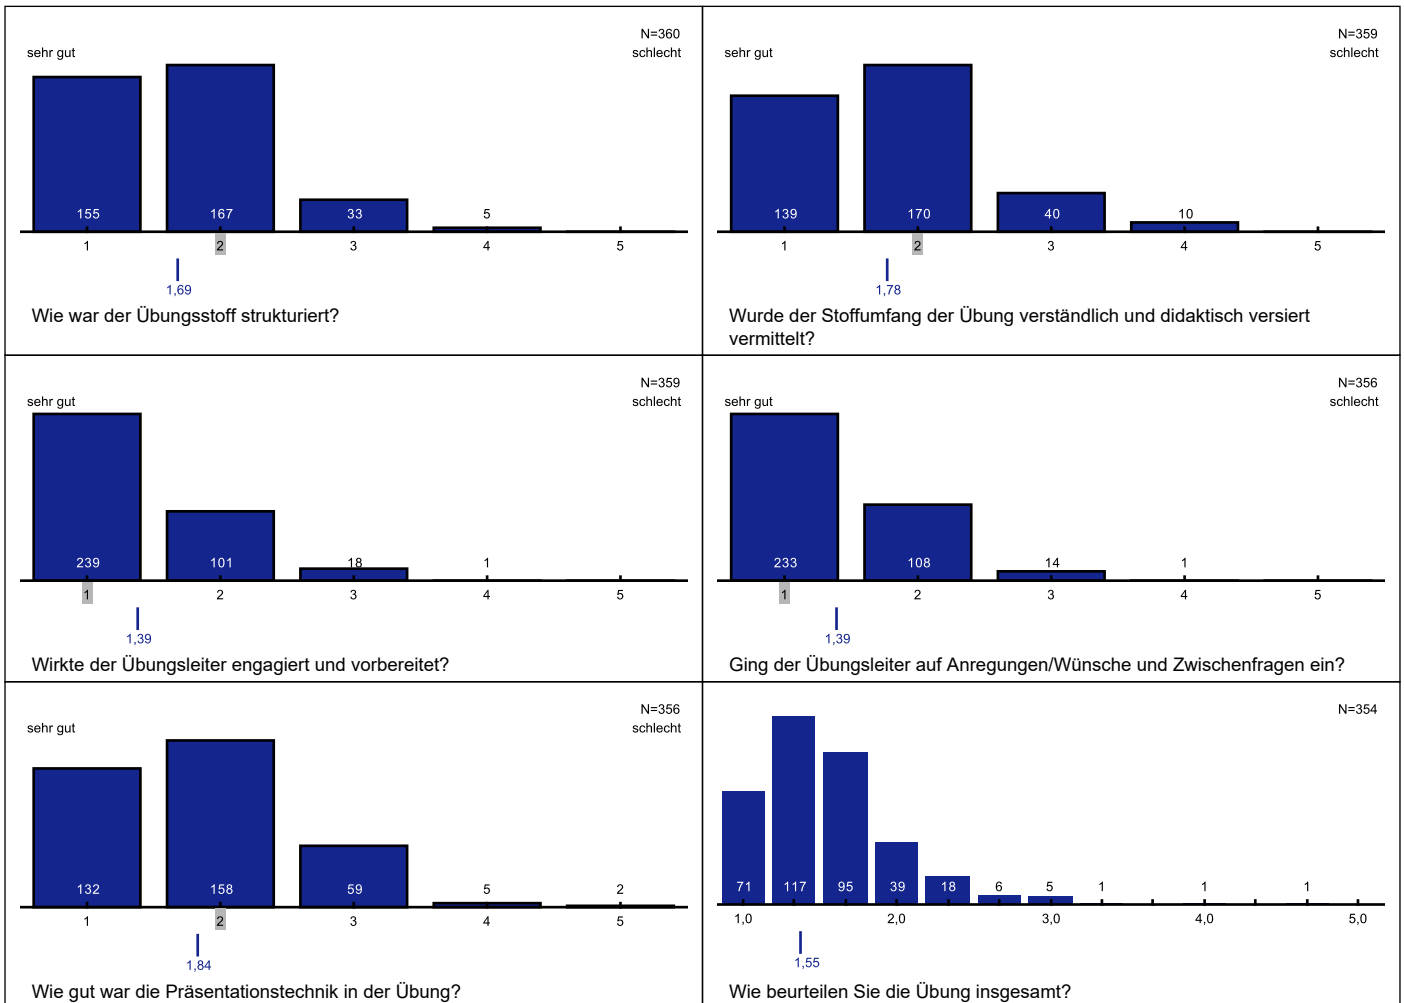 N=360
sehr gut schlecht
155 167 33 5
1 2 3 4 5
1,69
Wie war der Übungsstoff strukturiert?
N=359
sehr gut schlecht
139 170 40 10
1 2 3 4 5
1,78
Wurde der Stoffumfang der Übung verständlich und didaktisch versiert
vermittelt?
N=359
sehr gut schlecht
239 101 18 1
1 2 3 4 5
1,39
Wirkte der Übungsleiter engagiert und vorbereitet?
N=356
sehr gut schlecht
233 108 14 1
1 2 3 4 5
1,39
Ging der Übungsleiter auf Anregungen/Wünsche und Zwischenfragen ein?
N=356
sehr gut schlecht
132 158 59 5 2
1 2 3 4 5
1,84
Wie gut war die Präsentationstechnik in der Übung?
N=354
71 117 95 39 18 6 5 1 1 1
1,0 2,0 3,0 4,0 5,0
1,55
Wie beurteilen Sie die Übung insgesamt?